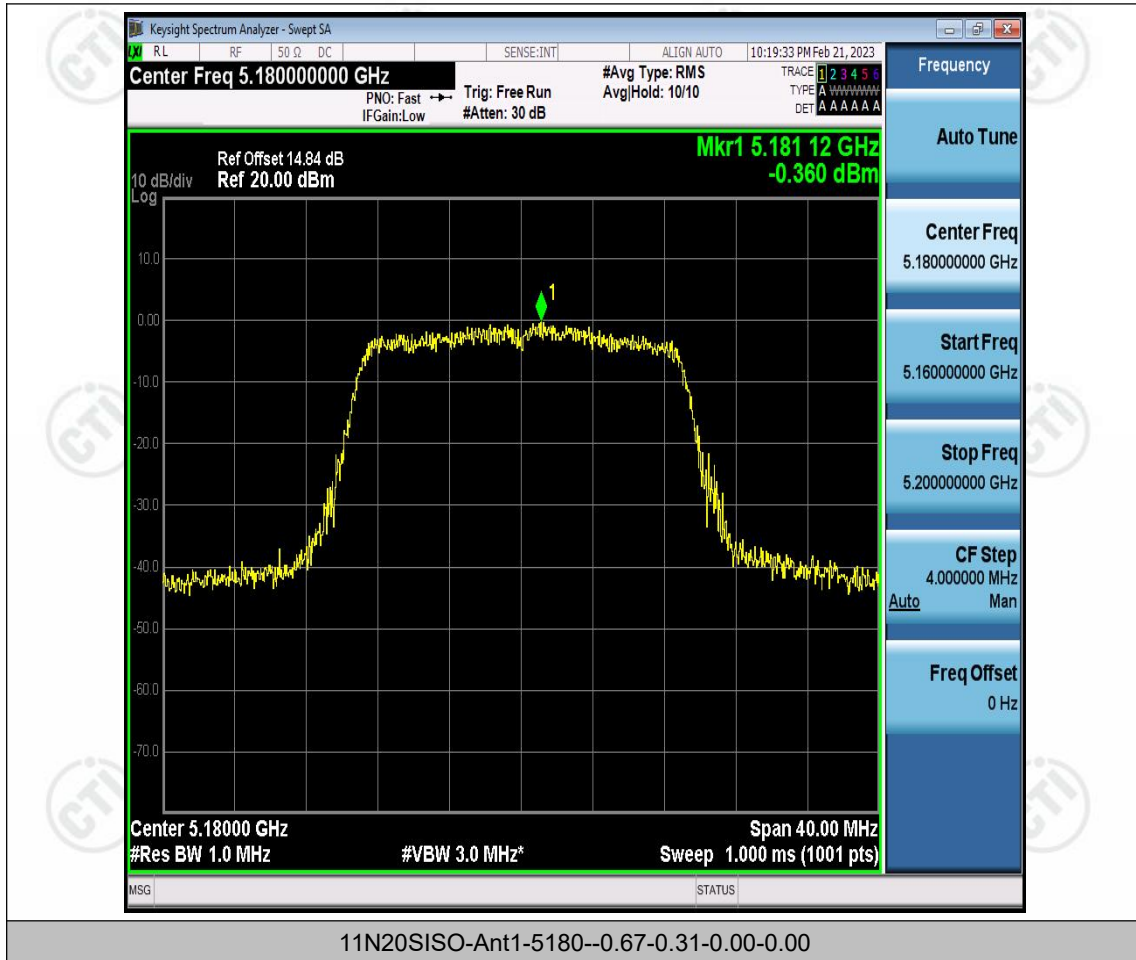 Keysight Spectrum Analyzer - Swept SA
LXI RL RF 50 Ω DC SENSE:INT ALIGN AUTO 10:19:33 PM Feb 21, 2023
Center Freq 5.180000000 GHz
PNO: Fast
IFGain:Low
Trig: Free Run
#Atten: 30 dB
#Avg Type: RMS
Avg|Hold: 10/10
TRACE 1 2 3 4 5 6
TYPE A WWWWW
DET A A A A A A
Mkr1 5.181 12 GHz
-0.360 dBm
Ref Offset 14.84 dB
10 dB/div Ref 20.00 dBm
Log
10.0
0.00
-10.0
-20.0
-30.0
-40.0
-50.0
-60.0
-70.0
1
Center 5.18000 GHz Span 40.00 MHz
#Res BW 1.0 MHz #VBW 3.0 MHz* Sweep 1.000 ms (1001 pts)
MSG STATUS
Frequency
Auto Tune
Center Freq
5.180000000 GHz
Start Freq
5.160000000 GHz
Stop Freq
5.200000000 GHz
CF Step
4.000000 MHz
Auto Man
Freq Offset
0 Hz
11N20SISO-Ant1-5180--0.67-0.31-0.00-0.00
CTI
CTI
CTI
CTI
CTI
CTI